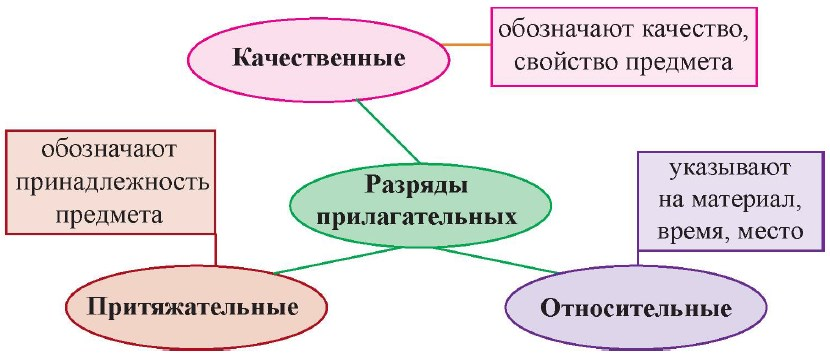 Качественные
обозначают качество,
свойство предмета
обозначают
принадлежность
предмета
Разряды
прилагательных
указывают
на материал,
время, место
Притяжательные
Относительные